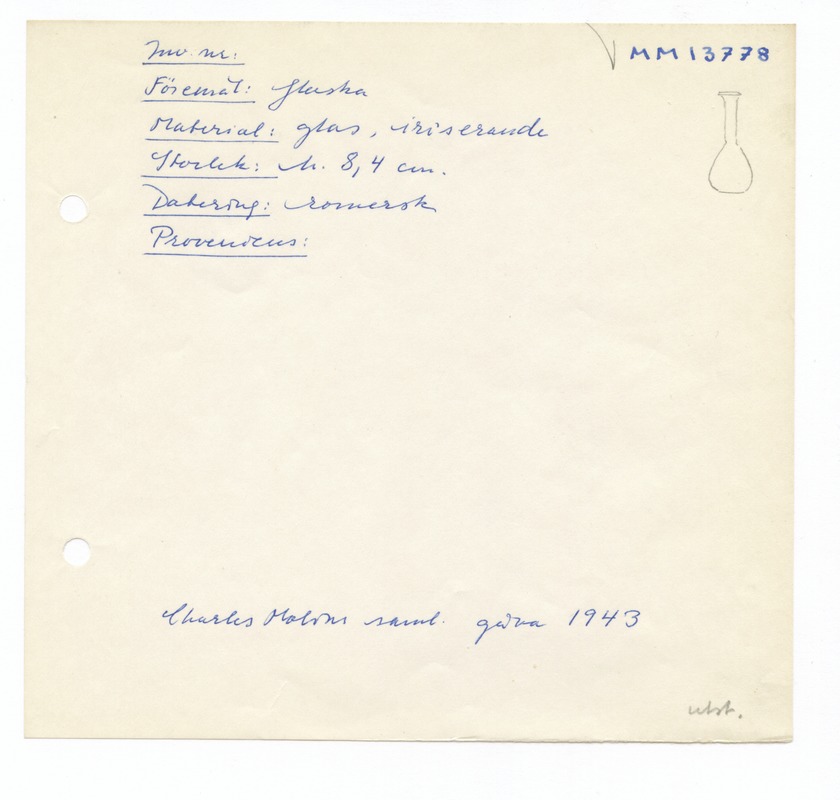 Inv. nr: MM 13778
Föremål: flaska
Material: glas, iriserande
Storlek: h. 8,4 cm.
Datering: romersk
Proveniens:
Charles saml. gåva 1943
utst.